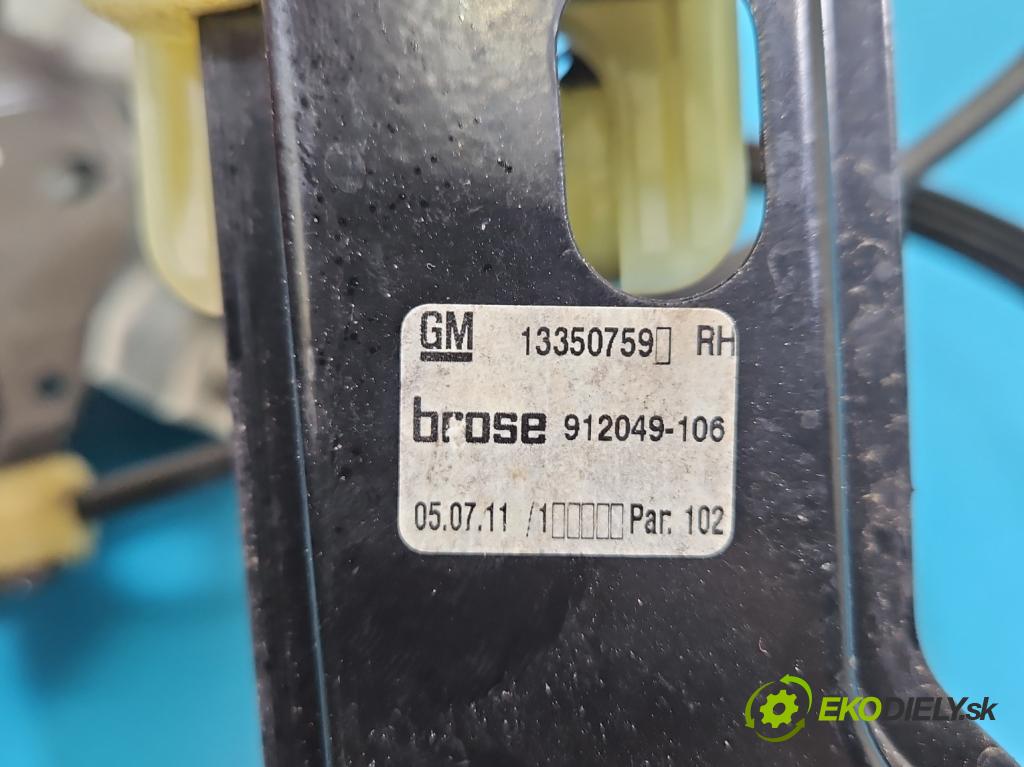 GM 13350759▯ RH
brose 912049-106
05.07.11 /1▯▯▯▯▯Par. 102
EKODIELY.sk